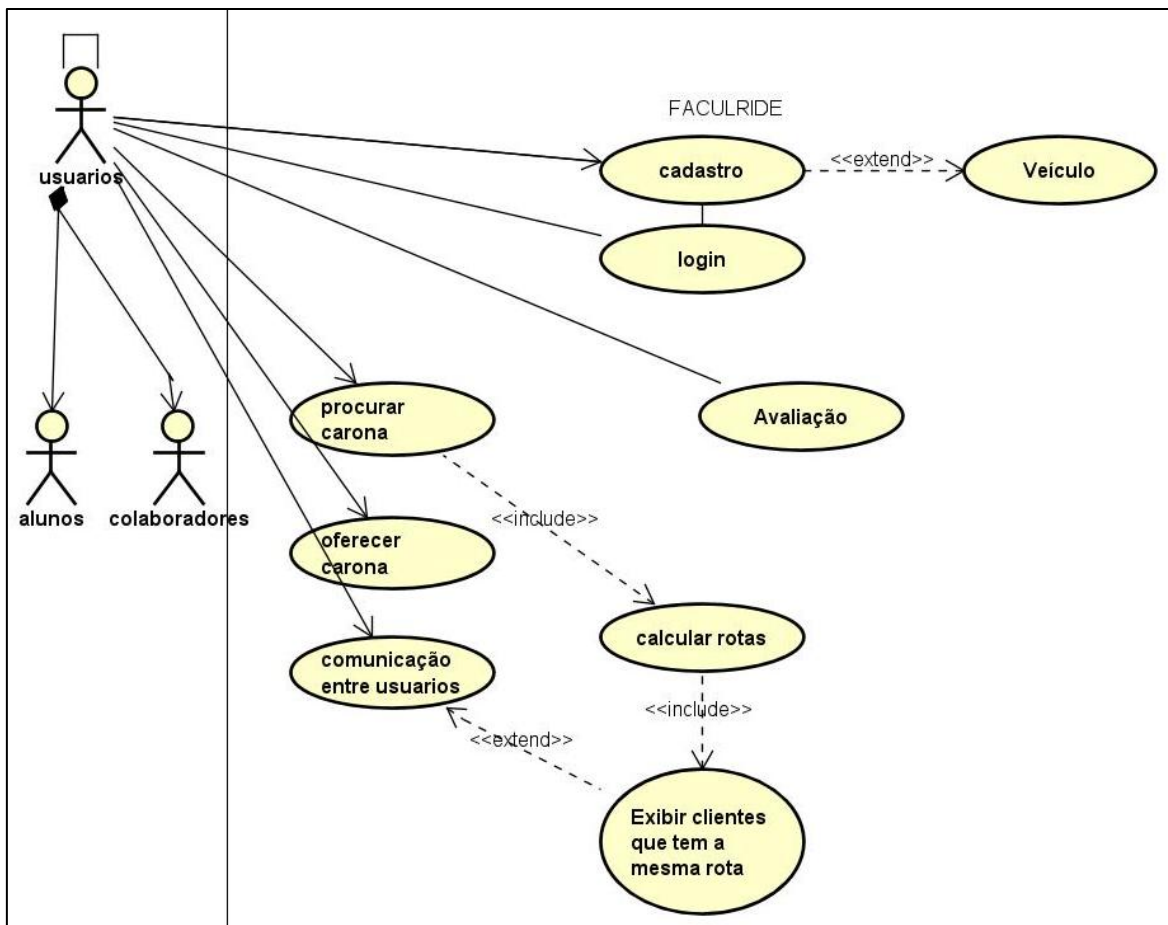 usuarios
alunos
colaboradores
FACULRIDE
cadastro
<<extend>>
Veículo
login
Avaliação
procurar
carona
<<include>>
oferecer
carona
calcular rotas
comunicação
entre usuarios
<<include>>
<<extend>>
Exibir clientes
que tem a
mesma rota